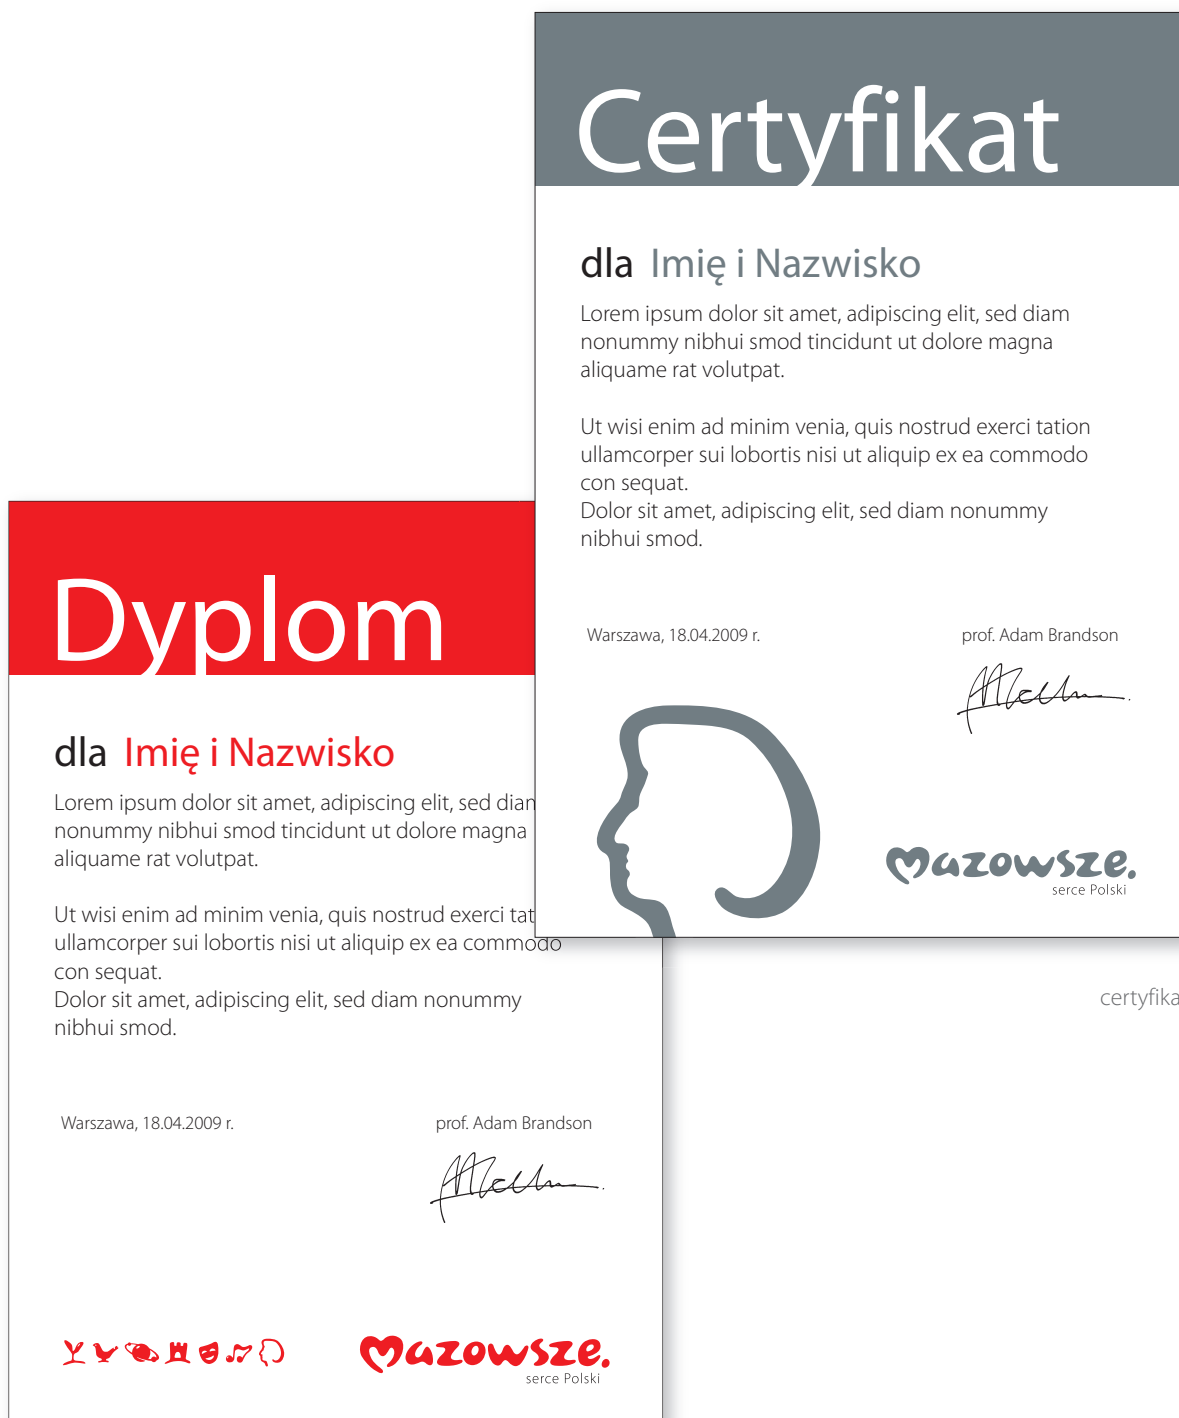 Certyfikat
dla Imię i Nazwisko
Lorem ipsum dolor sit amet, adipiscing elit, sed diam
nonummy nibhui smod tincidunt ut dolore magna
aliquame rat volutpat.
Ut wisi enim ad minim venia, quis nostrud exerci tation
ullamcorper sui lobortis nisi ut aliquip ex ea commodo
con sequat.
Dolor sit amet, adipiscing elit, sed diam nonummy
nibhui smod.
Warszawa, 18.04.2009 r.
prof. Adam Brandson
mazowsze.
serce Polski
certyfika
Dyplom
dla Imię i Nazwisko
Lorem ipsum dolor sit amet, adipiscing elit, sed diam
nonummy nibhui smod tincidunt ut dolore magna
aliquame rat volutpat.
Ut wisi enim ad minim venia, quis nostrud exerci tat
ullamcorper sui lobortis nisi ut aliquip ex ea commodo
con sequat.
Dolor sit amet, adipiscing elit, sed diam nonummy
nibhui smod.
Warszawa, 18.04.2009 r.
prof. Adam Brandson
mazowsze.
serce Polski